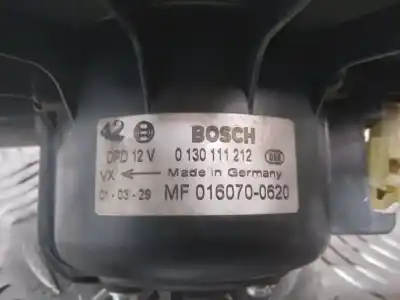 42 BOSCH
DPD 12 V 0 130 111 212
VX Made in Germany
01-03-29 MF 016070-0620